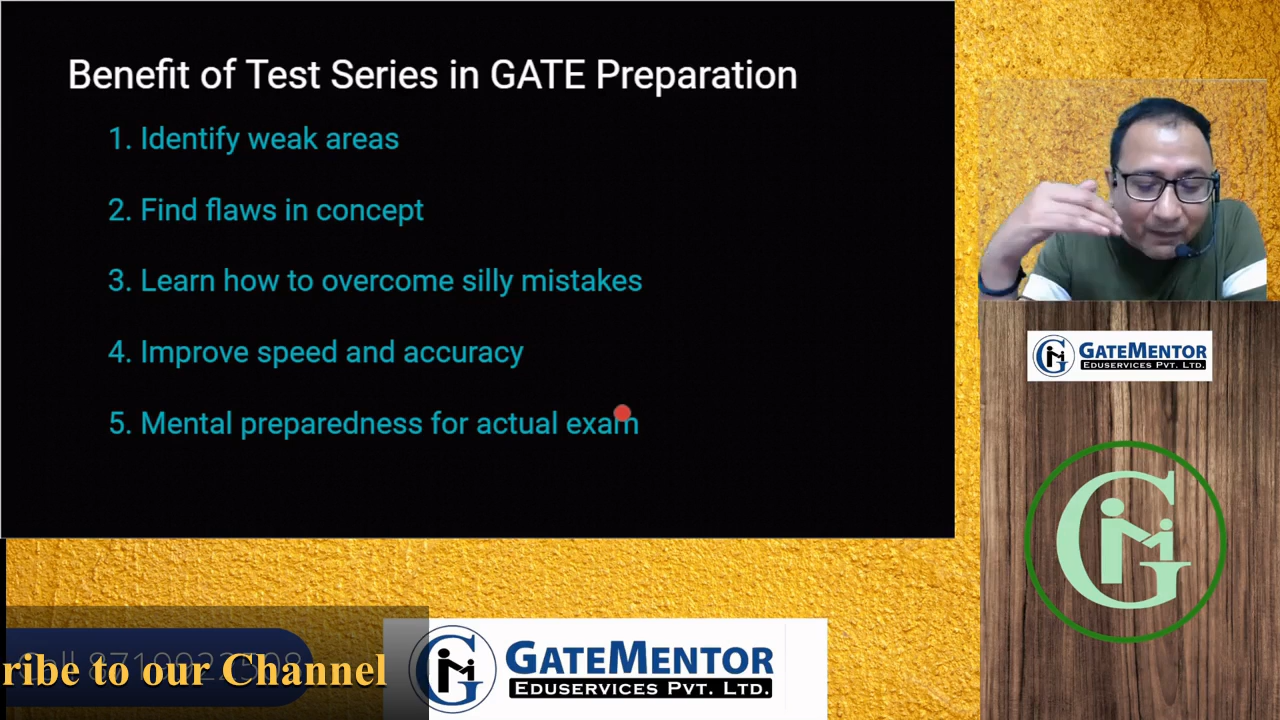 Benefit of Test Series in GATE Preparation
1. Identify weak areas
2. Find flaws in concept
3. Learn how to overcome silly mistakes
4. Improve speed and accuracy
5. Mental preparedness for actual exam
GATEMENTOR
EDUSERVICES PVT. LTD.
ribe to our Channel
GATEMENTOR
EDUSERVICES PVT. LTD.